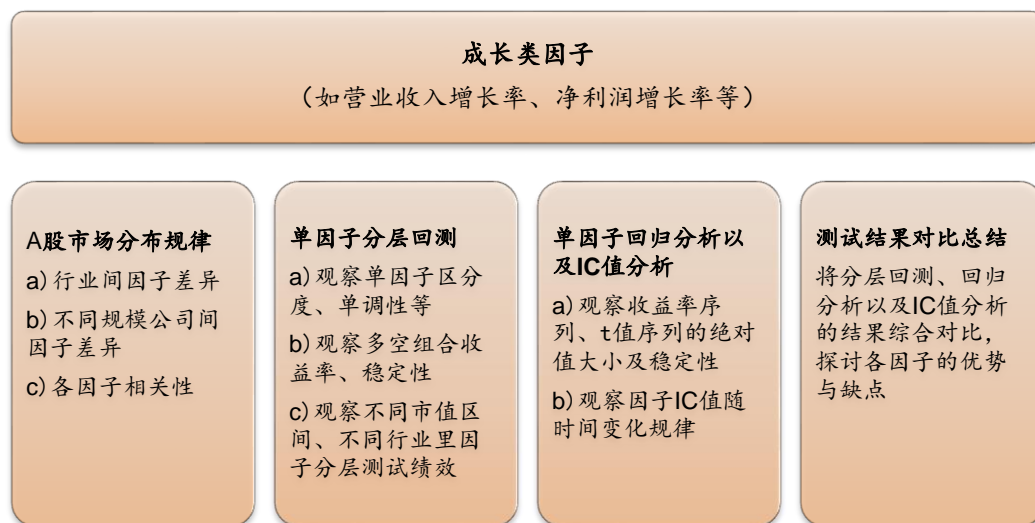 成长类因子
（如营业收入增长率、净利润增长率等）
A股市场分布规律
a)行业间因子差异
b)不同规模公司间
因子差异
c)各因子相关性
单因子分层回测
a)观察单因子区分
度、单调性等
b)观察多空组合收
益率、稳定性
c)观察不同市值区
间、不同行业里因
子分层测试绩效
单因子回归分析以
及IC值分析
a)观察收益率序
列、t值序列的绝对
值大小及稳定性
b)观察因子IC值随
时间变化规律
测试结果对比总结
将分层回测、回归
分析以及IC值分析
的结果综合对比，
探讨各因子的优势
与缺点